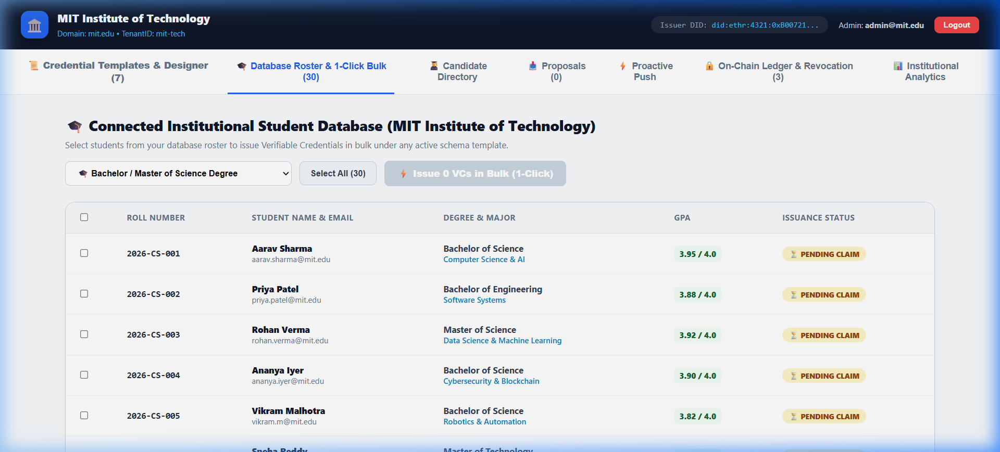 MIT Institute of Technology
Domain: mit.edu • TenantID: mit-tech
Issuer DID: did:ethr:4321:0xB00721...
Admin: admin@mit.edu
Logout
Credential Templates & Designer
(7)
Database Roster & 1-Click Bulk
(30)
Candidate
Directory
Proposals
(0)
Proactive
Push
On-Chain Ledger & Revocation
(3)
Institutional
Analytics
Connected Institutional Student Database (MIT Institute of Technology)
Select students from your database roster to issue Verifiable Credentials in bulk under any active schema template.
Bachelor / Master of Science Degree
Select All (30)
Issue 0 VCs in Bulk (1-Click)
ROLL NUMBER STUDENT NAME & EMAIL DEGREE & MAJOR GPA ISSUANCE STATUS
2026-CS-001 Aarav Sharma Bachelor of Science 3.95 / 4.0 PENDING CLAIM
aarav.sharma@mit.edu Computer Science & AI
2026-CS-002 Priya Patel Bachelor of Engineering 3.88 / 4.0 PENDING CLAIM
priya.patel@mit.edu Software Systems
2026-CS-003 Rohan Verma Master of Science 3.92 / 4.0 PENDING CLAIM
rohan.verma@mit.edu Data Science & Machine Learning
2026-CS-004 Ananya Iyer Bachelor of Science 3.90 / 4.0 PENDING CLAIM
ananya.iyer@mit.edu Cybersecurity & Blockchain
2026-CS-005 Vikram Malhotra Bachelor of Science 3.82 / 4.0 PENDING CLAIM
vikram.m@mit.edu Robotics & Automation
Sneha Reddy Master of Technology